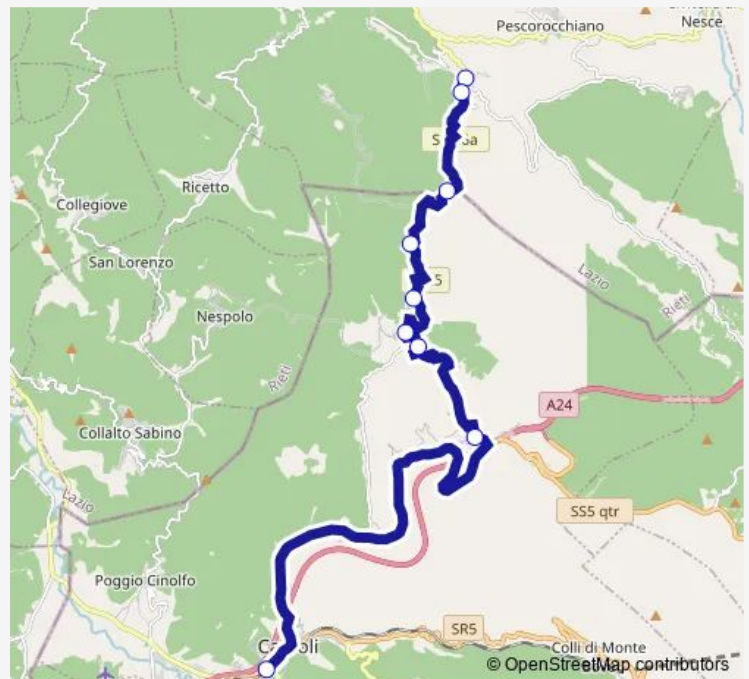 Pescorocchiano
Nesce
Ricetto
Collegiove
San Lorenzo
Nespolo
Lazio
Rieti
Rieti
A24
Collalto Sabino
Lazio
SS5 qtr
Poggio Cinolfo
SR5
Colli di Monte
© OpenStreetMap contributors